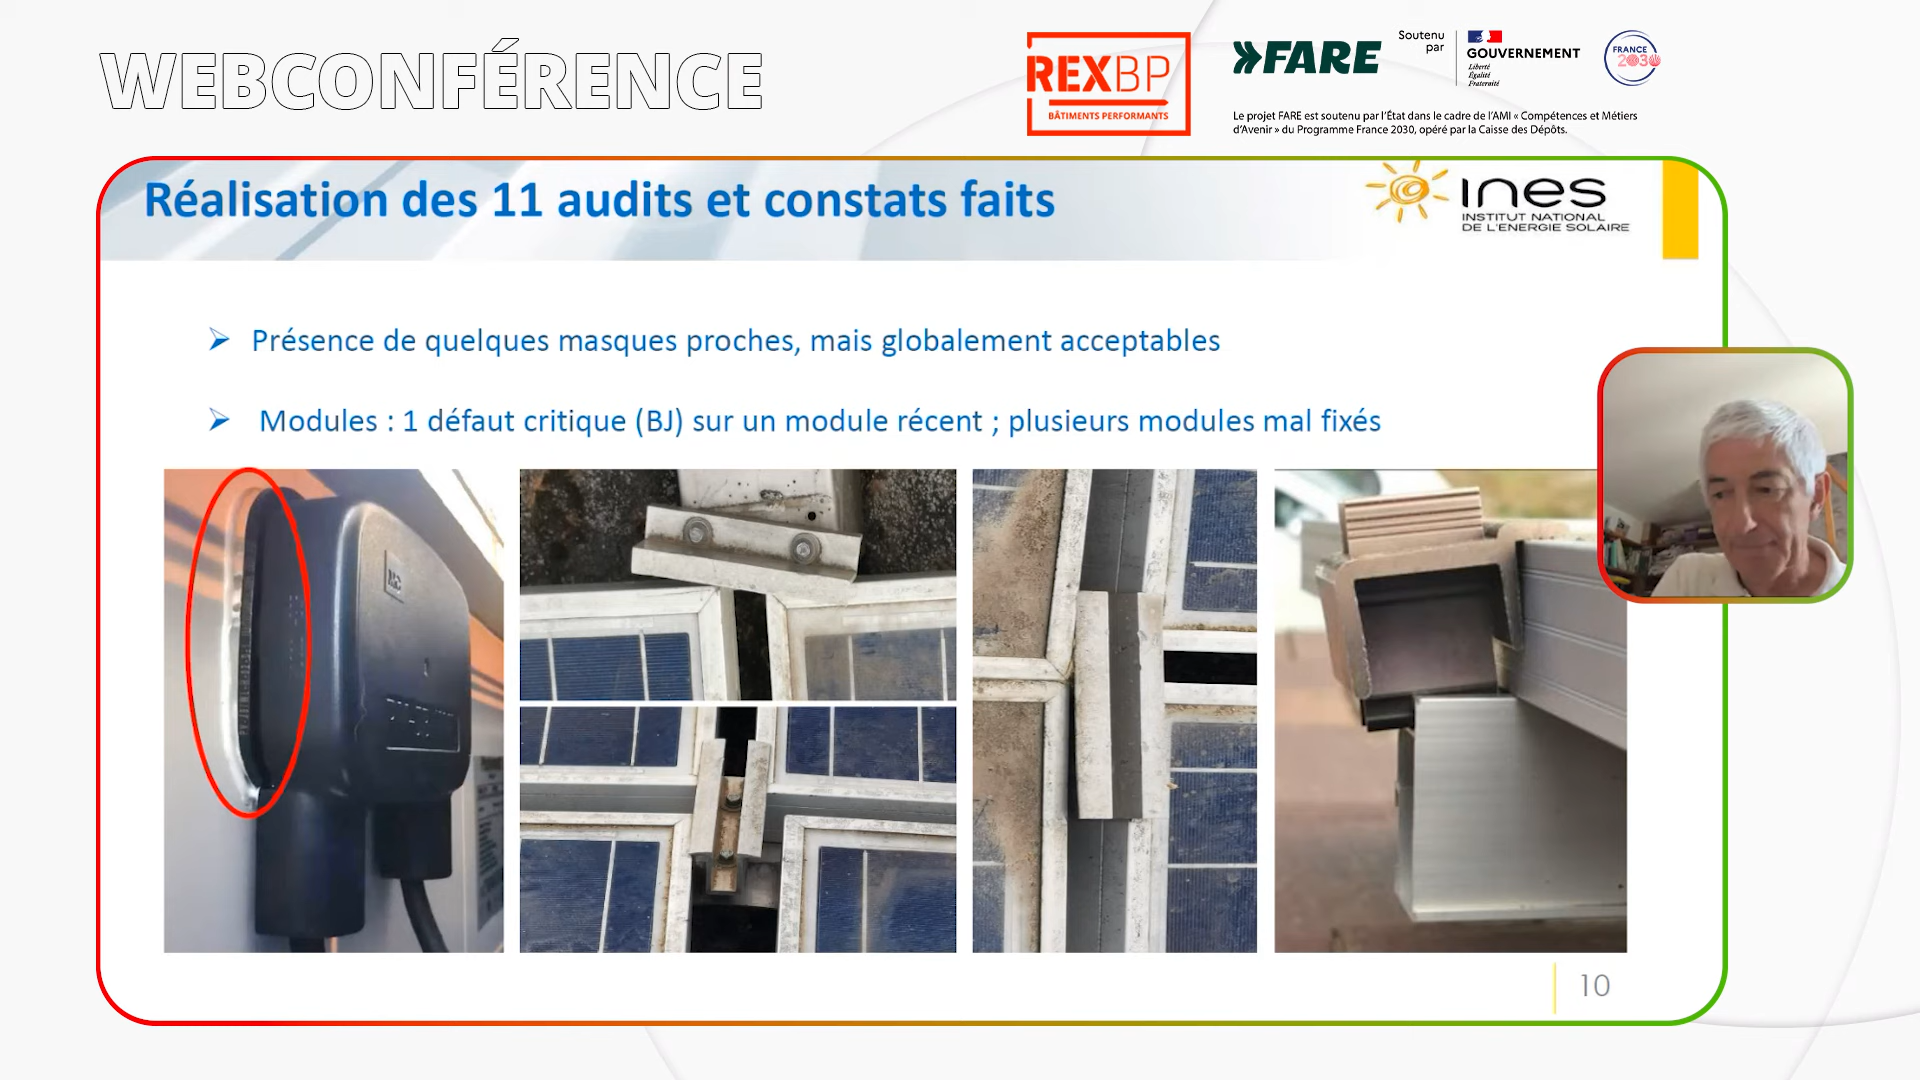 WEBCONFÉRENCE
REXBP
BÂTIMENTS PERFORMANTS
FARE
Soutenu
par
GOUVERNEMENT
Liberté
Égalité
Fraternité
FRANCE
2030
Le projet FARE est soutenu par l'État dans le cadre de l'AMI « Compétences et Métiers
d'Avenir » du Programme France 2030, opéré par la Caisse des Dépôts.
Réalisation des 11 audits et constats faits
ines
INSTITUT NATIONAL
DE L'ENERGIE SOLAIRE
➢ Présence de quelques masques proches, mais globalement acceptables
➢ Modules : 1 défaut critique (BJ) sur un module récent ; plusieurs modules mal fixés
10